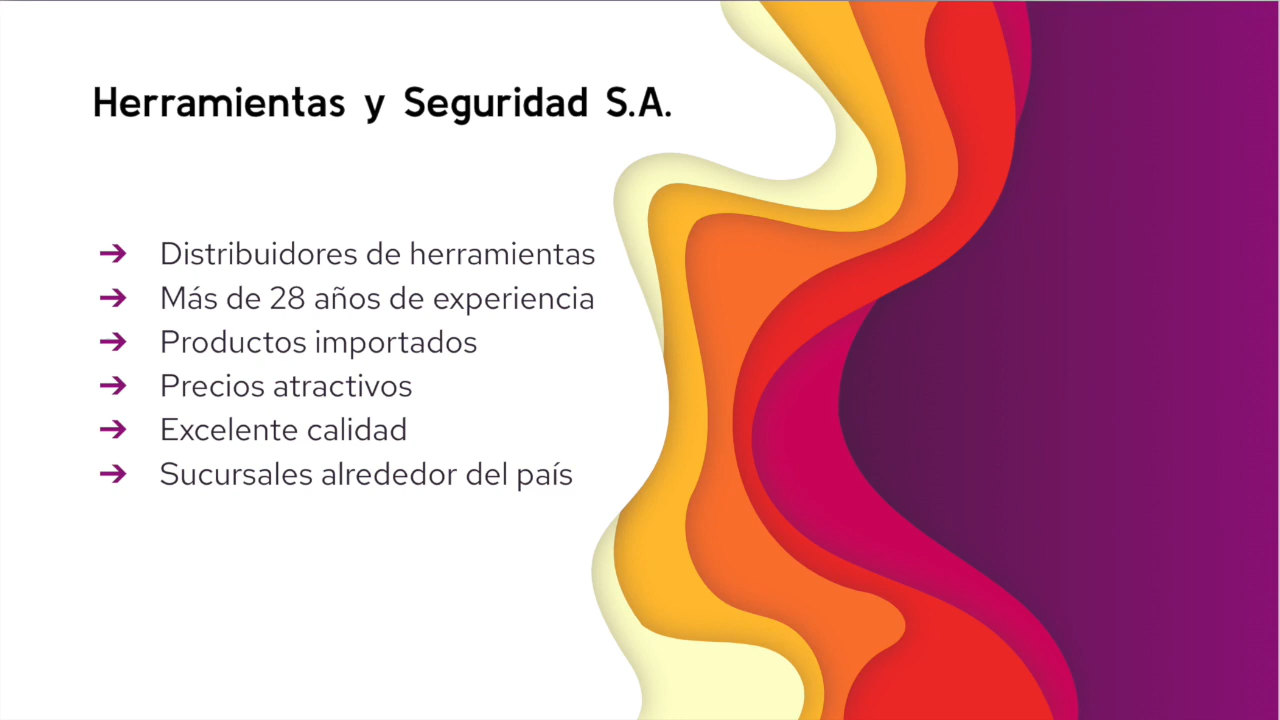 Herramientas y Seguridad S.A.
➔ Distribuidores de herramientas
➔ Más de 28 años de experiencia
➔ Productos importados
➔ Precios atractivos
➔ Excelente calidad
➔ Sucursales alrededor del país